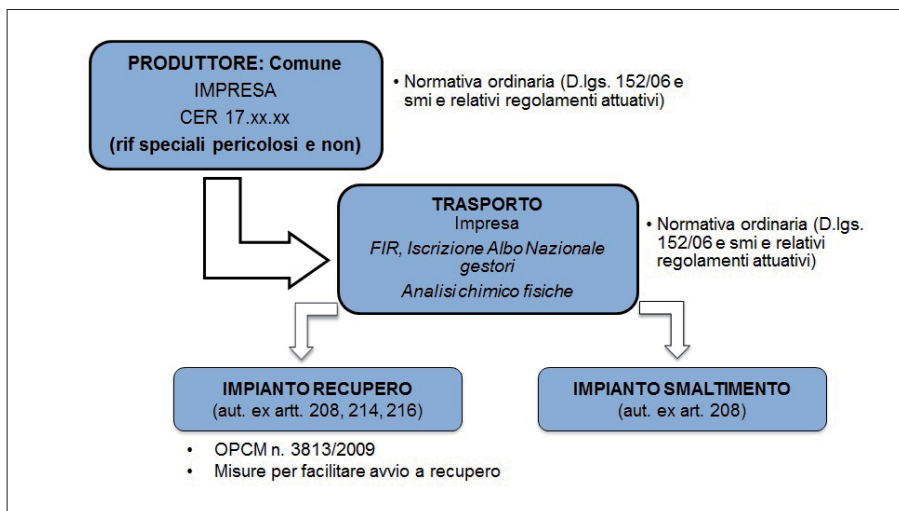 PRODUTTORE: Comune
IMPRESA
CER 17.xx.xx
(rif speciali pericolosi e non)
• Normativa ordinaria (D.lgs. 152/06 e
smi e relativi regolamenti attuativi)
TRASPORTO
Impresa
FIR, Iscrizione Albo Nazionale
gestori
Analisi chimico fisiche
• Normativa ordinaria (D.lgs.
152/06 e smi e relativi
regolamenti attuativi)
IMPIANTO RECUPERO
(aut. ex artt. 208, 214, 216)
IMPIANTO SMALTIMENTO
(aut. ex art. 208)
• OPCM n. 3813/2009
• Misure per facilitare avvio a recupero